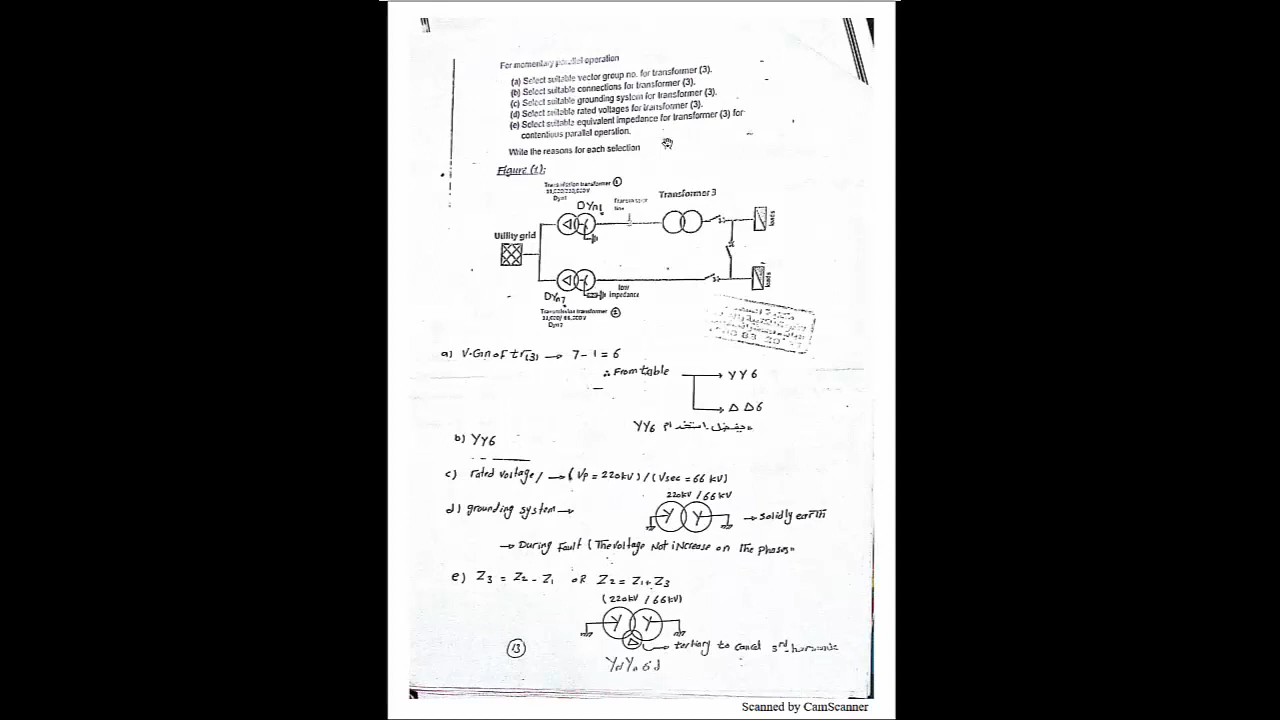 For momentary parallel operation
(a) Select suitable vector group no. for transformer (3).
(b) Select suitable connections for transformer (3).
(c) Select suitable grounding system for transformer (3).
(d) Select suitable rated voltages for transformer (3).
(e) Select suitable equivalent impedance for transformer (3) for
contentious parallel operation.
Write the reasons for each selection
Figure (1):
Transmission transformer 1
Dyn1
DYn1
Transformer 3
loads
Utility grid
low
impedance
loads
DYn7
Transmission transformer 2
a) V.Gn of tr(3) → 7 - 1 = 6
∴ From table → YY6
→ Δ Δ 6
يفضل استخدام YY6
b) YY6
c) rated voltage / → (Vp = 220kV) / (Vsec = 66 kV)
220kV / 66kV
d) grounding system →
Y Y → Solidly earth
→ During Fault (The voltage Not increase on The phases
e) Z3 = Z2 - Z1 OR Z2 = Z1 + Z3
(220kV / 66kV)
Y Y
Δ → tertiary to cancel 3rd
13
Scanned by CamScanner